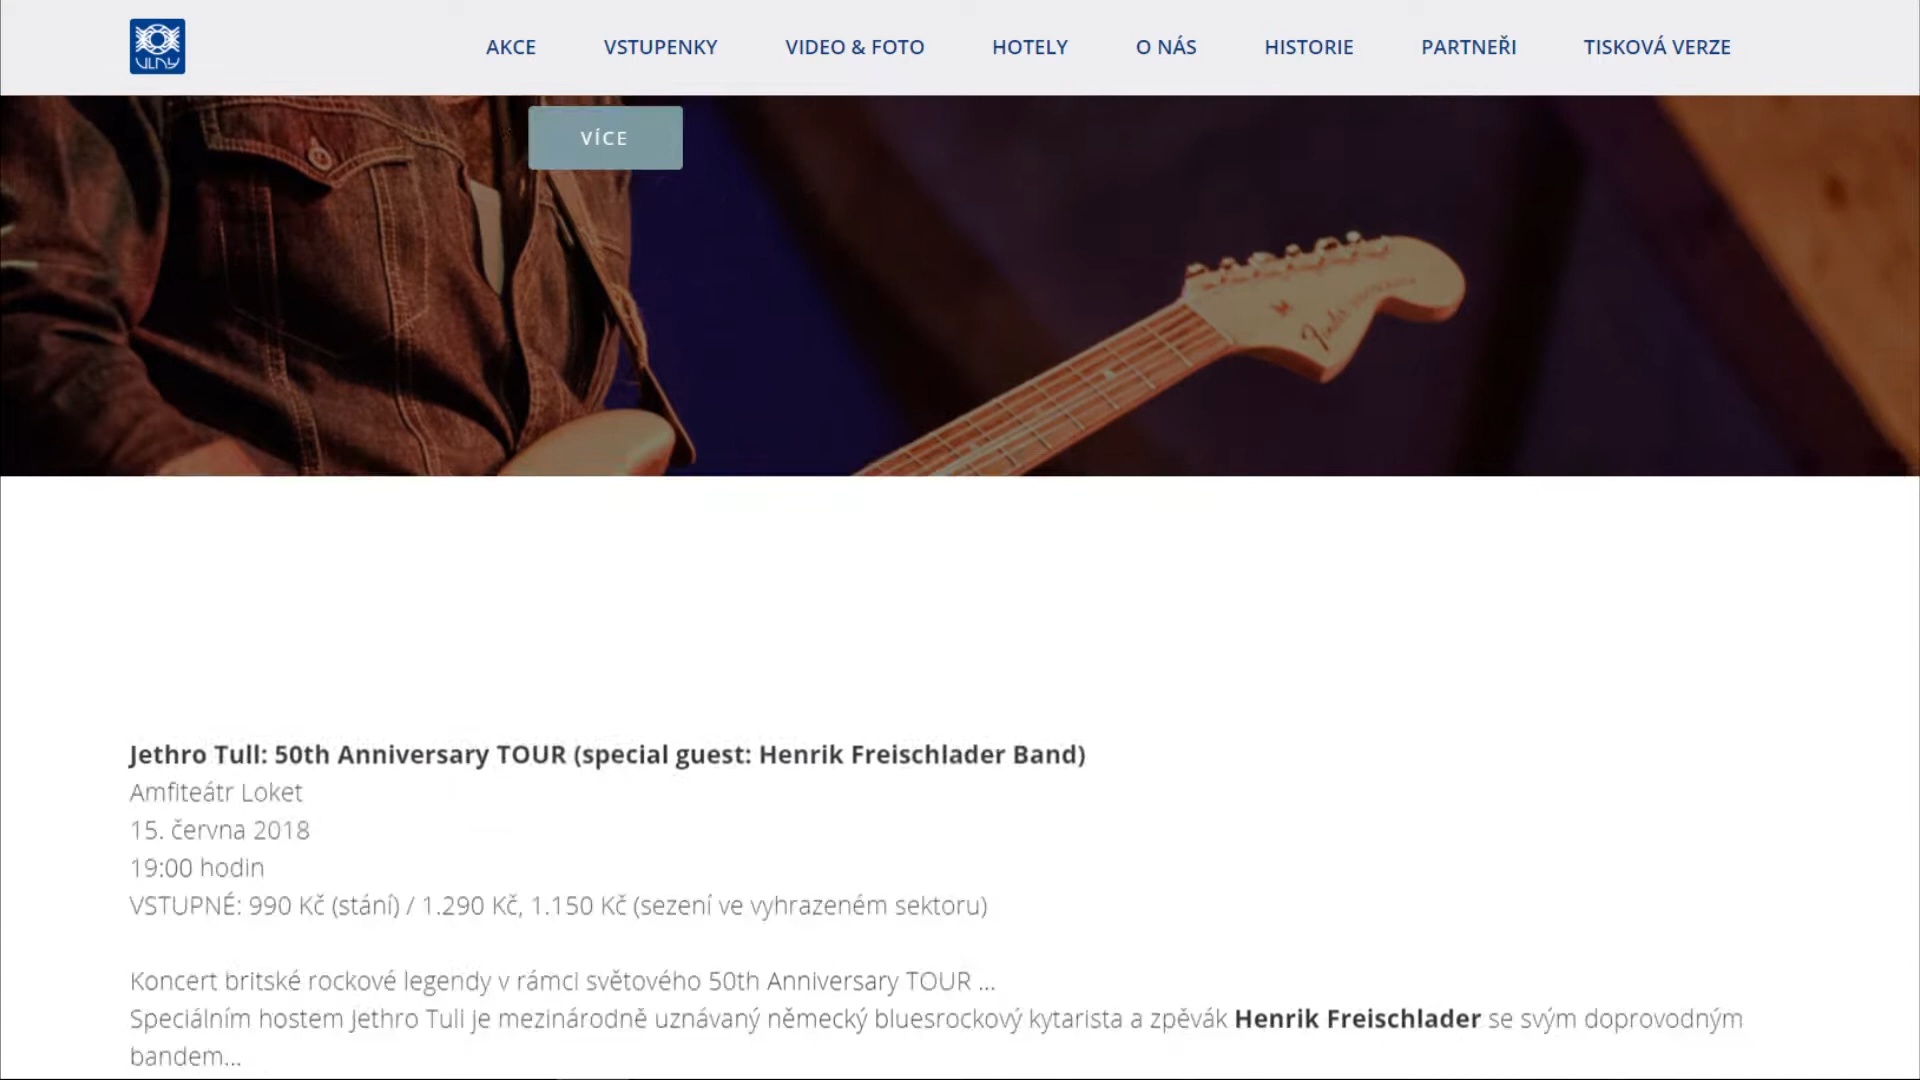 VLNY
AKCE VSTUPENKY VIDEO & FOTO HOTELY O NÁS HISTORIE PARTNEŘI TISKOVÁ VERZE
VÍCE
Fender
Jethro Tull: 50th Anniversary TOUR (special guest: Henrik Freischlader Band)
Amfiteátr Loket
15. června 2018
19:00 hodin
VSTUPNÉ: 990 Kč (stání) / 1.290 Kč, 1.150 Kč (sezení ve vyhrazeném sektoru)
Koncert britské rockové legendy v rámci světového 50th Anniversary TOUR ...
Speciálním hostem Jethro Tull je mezinárodně uznávaný německý bluesrockový kytarista a zpěvák Henrik Freischlader se svým doprovodným
bandem...